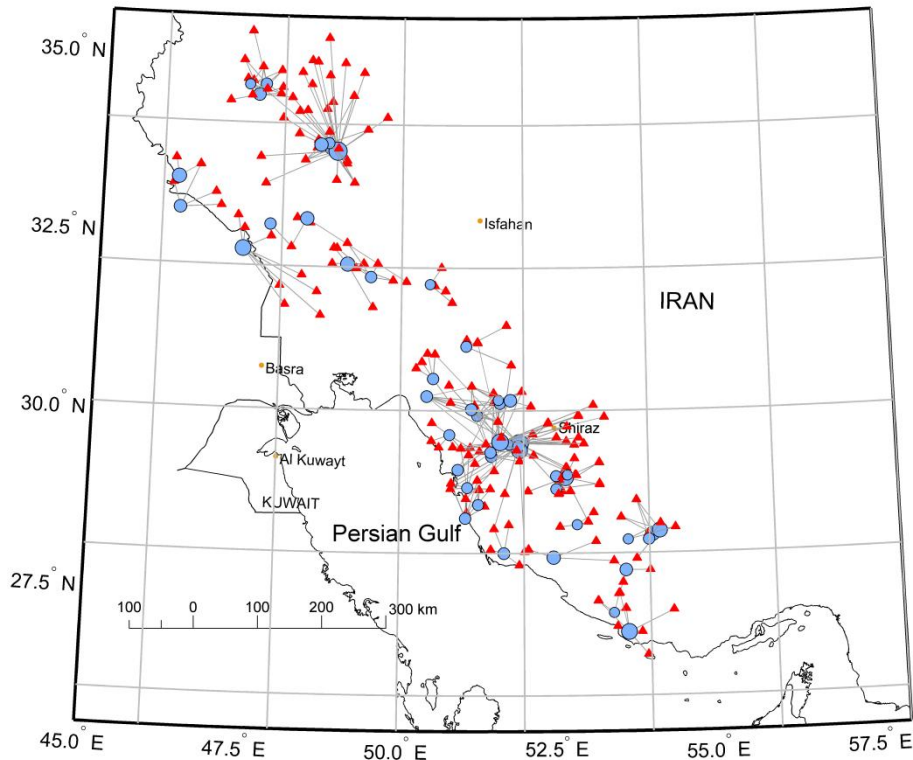 35.0° N
32.5° N
Isfahan
IRAN
Basra
30.0° N
Shiraz
Al Kuwayt
KUWAIT
Persian Gulf
27.5° N
100 0 100 200 300 km
45.0° E 47.5° E 50.0° E 52.5° E 55.0° E 57.5° E